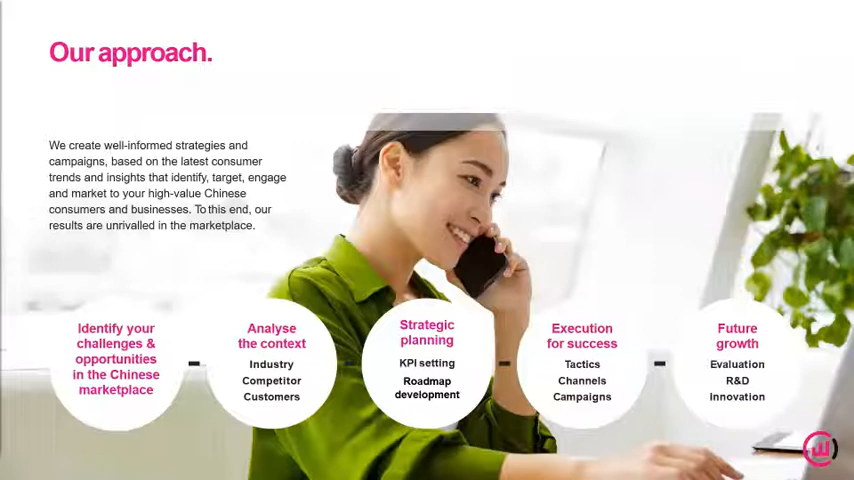 Our approach.
We create well-informed strategies and
campaigns, based on the latest consumer
trends and insights that identify, target, engage
and market to your high-value Chinese
consumers and businesses. To this end, our
results are unrivalled in the marketplace.
Identify your
challenges &
opportunities
in the Chinese
marketplace
Analyse
the context
Industry
Competitor
Customers
Strategic
planning
KPI setting
Roadmap
development
Execution
for success
Tactics
Channels
Campaigns
Future
growth
Evaluation
R&D
Innovation